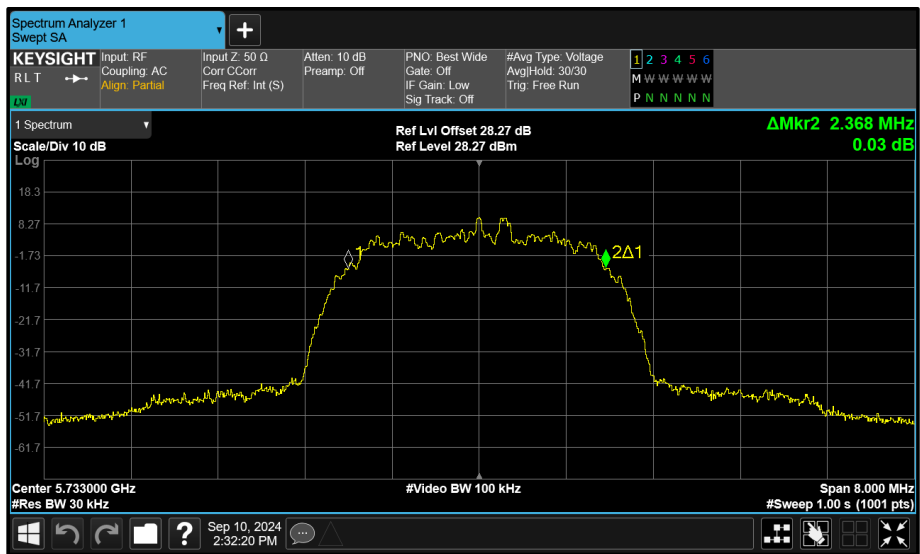 Spectrum Analyzer 1
Swept SA
KEYSIGHT
R L T
LXI
Input: RF
Coupling: AC
Align: Partial
Input Z: 50 Ω
Corr CCorr
Freq Ref: Int (S)
Atten: 10 dB
Preamp: Off
PNO: Best Wide
Gate: Off
IF Gain: Low
Sig Track: Off
#Avg Type: Voltage
Avg|Hold: 30/30
Trig: Free Run
1 2 3 4 5 6
M W W W W W
P N N N N N
1 Spectrum
Scale/Div 10 dB
Ref Lvl Offset 28.27 dB
Ref Level 28.27 dBm
ΔMkr2 2.368 MHz
0.03 dB
Log
18.3
8.27
-1.73
-11.7
-21.7
-31.7
-41.7
-51.7
-61.7
1
2Δ1
Center 5.733000 GHz
#Res BW 30 kHz
#Video BW 100 kHz
Span 8.000 MHz
#Sweep 1.00 s (1001 pts)
?
Sep 10, 2024
2:32:20 PM